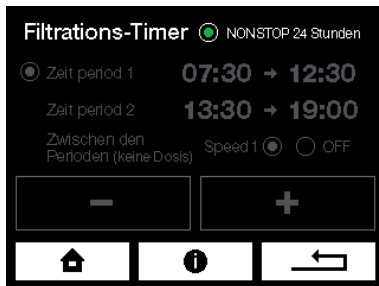 Filtrations-Timer NONSTOP 24 Stunden
Zeit period 1 07:30 → 12:30
Zeit period 2 13:30 → 19:00
Zwischen den
Perioden (keine Dosis) Speed 1 OFF